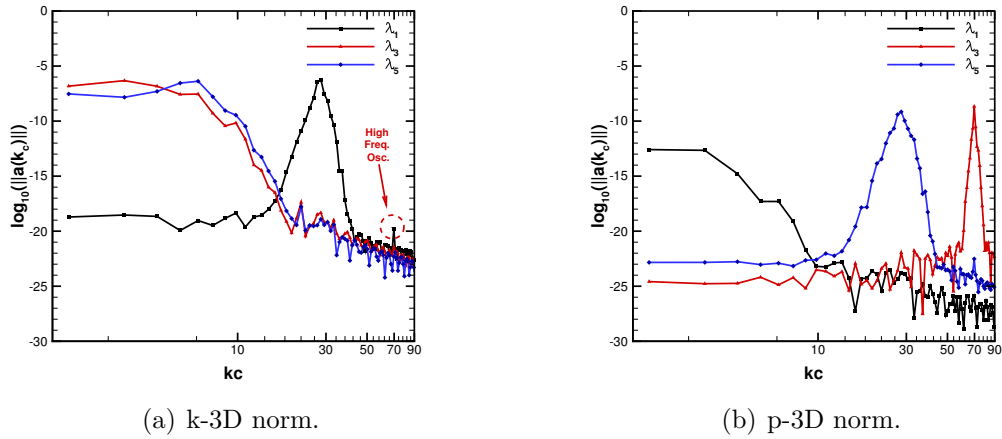 0
-5
-10
-15
-20
-25
-30
log₁₀(||a(k_c)||)
10
30
50
70
90
kc
λ₁
λ₃
λ₅
High
Freq.
Osc.
(a) k-3D norm.
0
-5
-10
-15
-20
-25
-30
log₁₀(||a(k_c)||)
10
30
50
70
90
kc
λ₁
λ₃
λ₅
(b) p-3D norm.